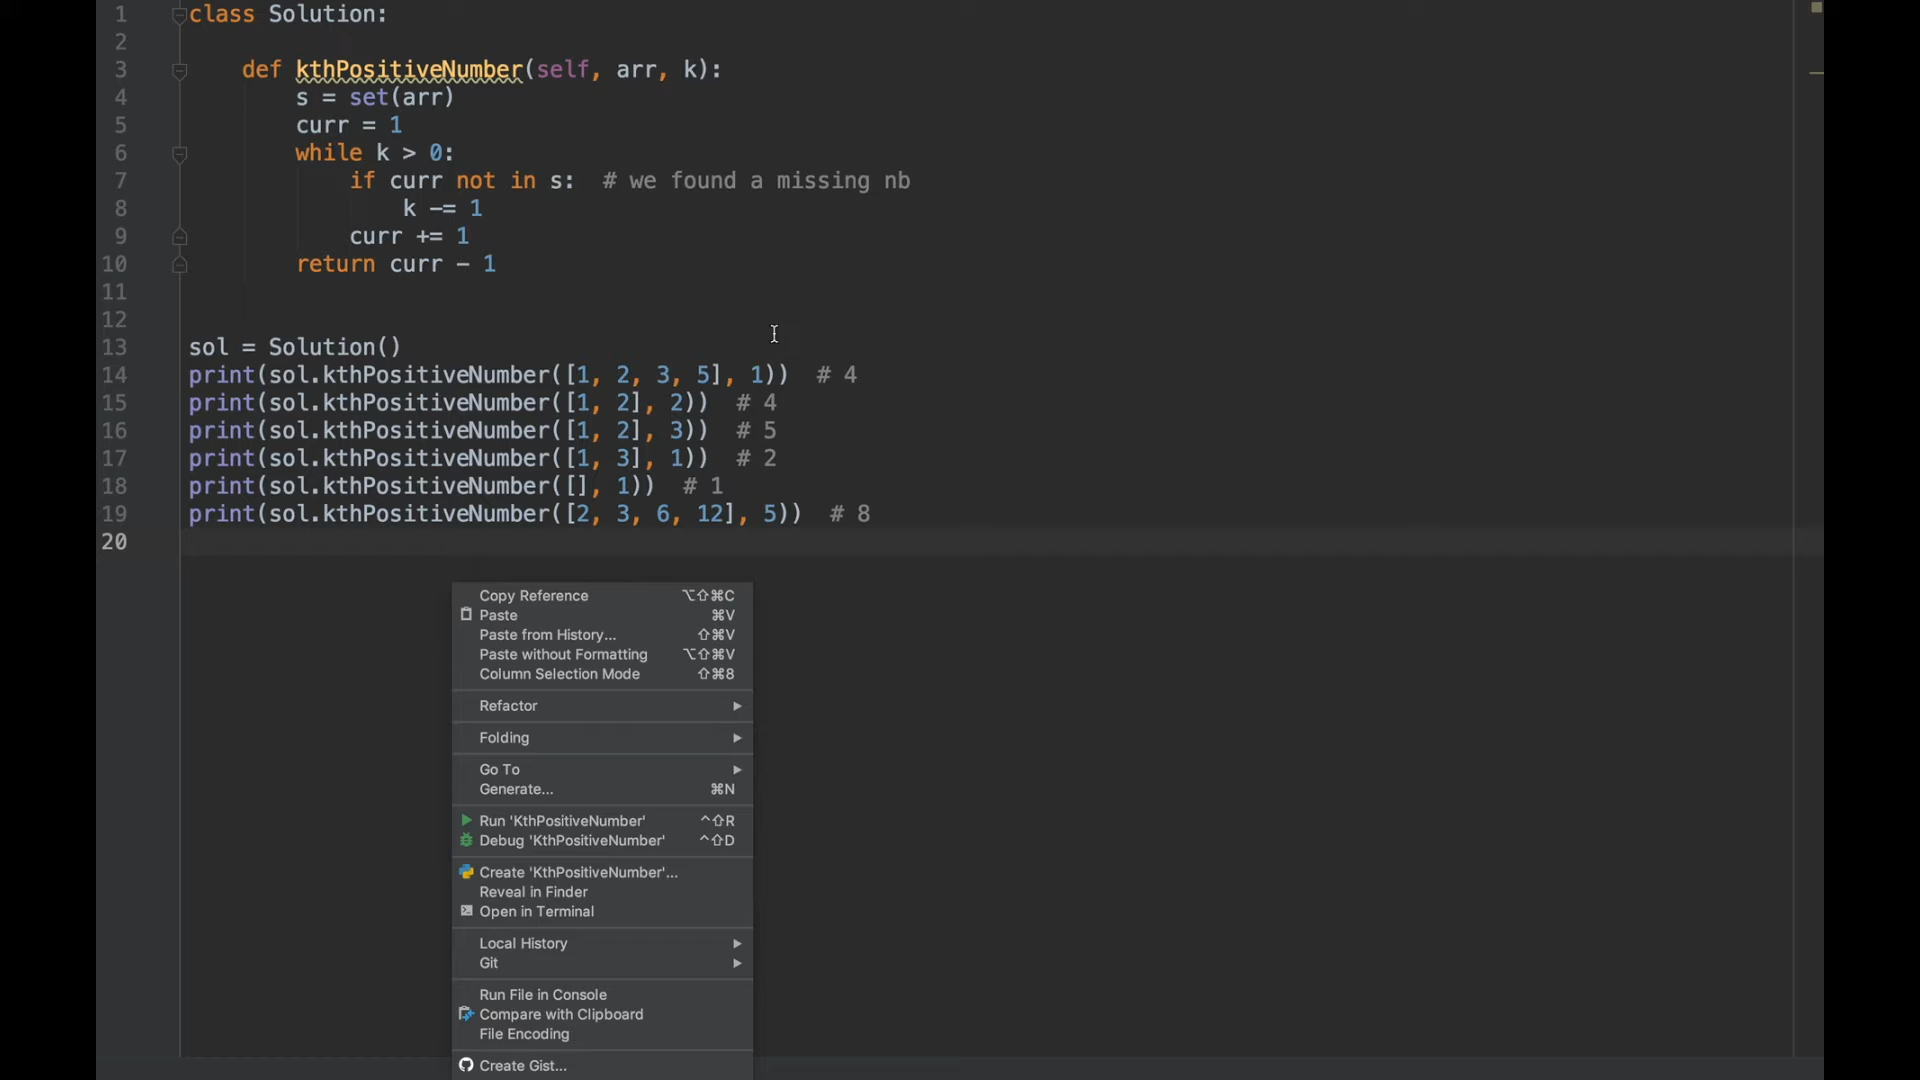 1 class Solution:
2
3 def kthPositiveNumber(self, arr, k):
4 s = set(arr)
5 curr = 1
6 while k > 0:
7 if curr not in s: # we found a missing nb
8 k -= 1
9 curr += 1
10 return curr - 1
11
12
13 sol = Solution()
14 print(sol.kthPositiveNumber([1, 2, 3, 5], 1)) # 4
15 print(sol.kthPositiveNumber([1, 2], 2)) # 4
16 print(sol.kthPositiveNumber([1, 2], 3)) # 5
17 print(sol.kthPositiveNumber([1, 3], 1)) # 2
18 print(sol.kthPositiveNumber([], 1)) # 1
19 print(sol.kthPositiveNumber([2, 3, 6, 12], 5)) # 8
20
Copy Reference ⌥⇧⌘C
Paste ⌘V
Paste from History... ⇧⌘V
Paste without Formatting ⌥⇧⌘V
Column Selection Mode ⇧⌘8
Refactor
Folding
Go To
Generate... ⌘N
Run 'KthPositiveNumber' ^⇧R
Debug 'KthPositiveNumber' ^⇧D
Create 'KthPositiveNumber'...
Reveal in Finder
Open in Terminal
Local History
Git
Run File in Console
Compare with Clipboard
File Encoding
Create Gist...